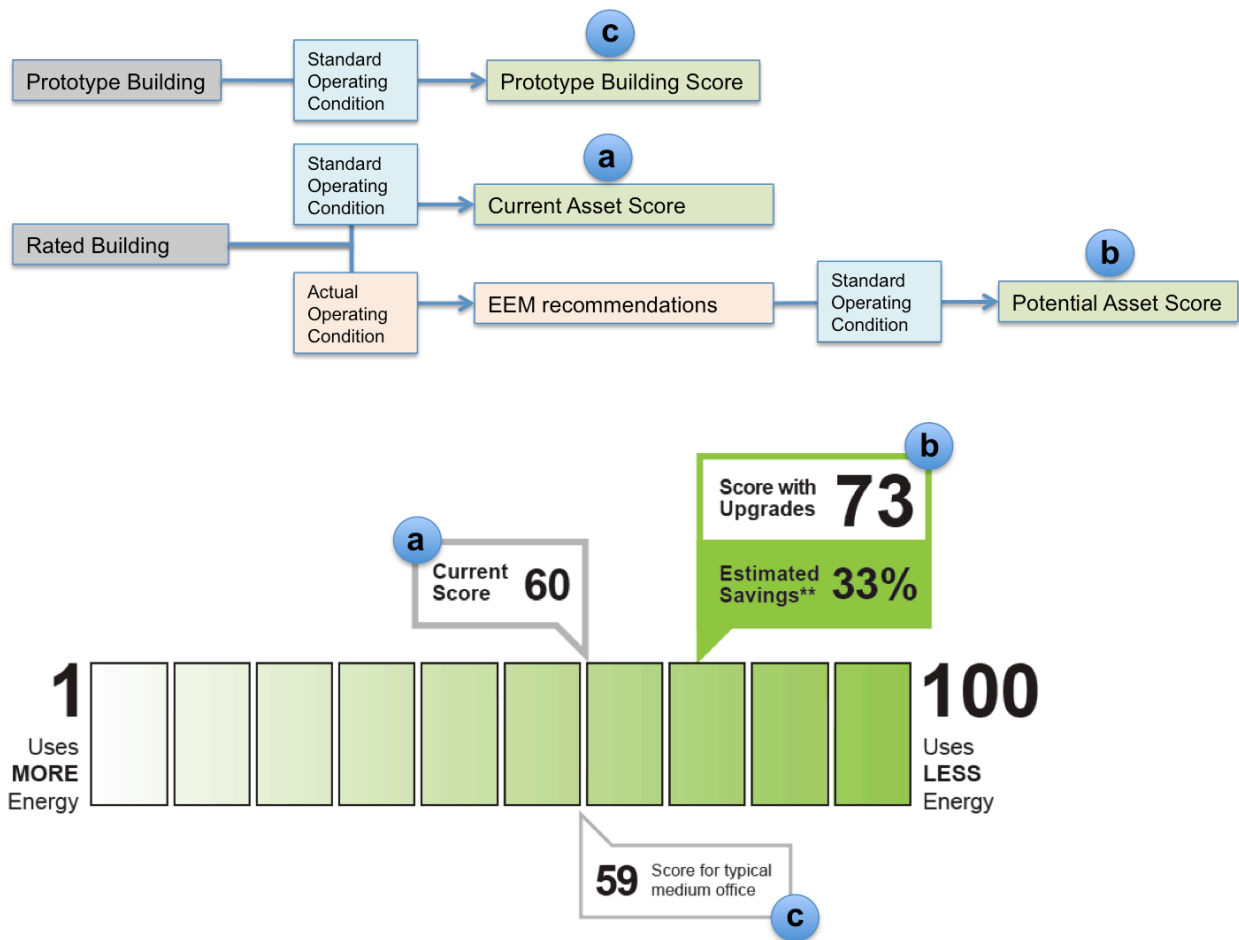 c
Prototype Building
Standard
Operating
Condition
Prototype Building Score
a
Standard
Operating
Condition
Current Asset Score
Rated Building
b
Actual
Operating
Condition
EEM recommendations
Standard
Operating
Condition
Potential Asset Score
b
Score with
Upgrades
73
a
Current
Score
60
Estimated
Savings**
33%
1
Uses
MORE
Energy
100
Uses
LESS
Energy
59
Score for typical
medium office
c